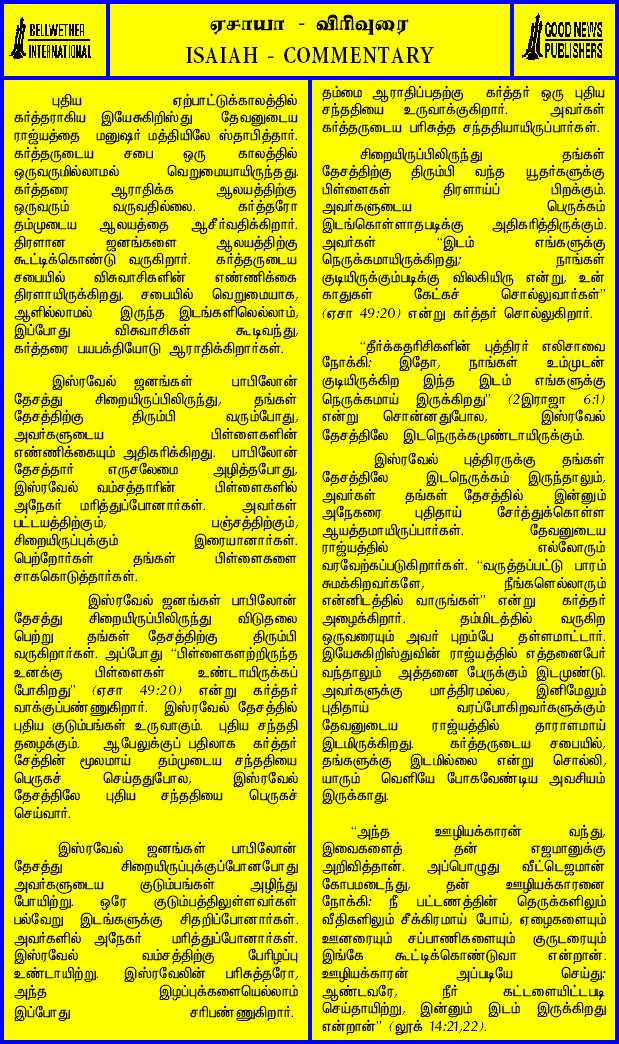 BELLWETHER
INTERNATIONAL
ஏசாயா - விரிவுரை
ISAIAH - COMMENTARY
GOOD NEWS
PUBLISHERS
புதிய ஏற்பாட்டுக்காலத்தில்
கர்த்தராகிய இயேசுகிறிஸ்து தேவனுடைய
ராஜ்யத்தை மனுஷர் மத்தியிலே ஸ்தாபித்தார்.
கர்த்தருடைய சபை ஒரு காலத்தில்
ஒருவருமில்லாமல் வெறுமையாயிருந்தது.
கர்த்தரை ஆராதிக்க ஆலயத்திற்கு
ஒருவரும் வருவதில்லை. கர்த்தரோ
தம்முடைய ஆலயத்தை ஆசீர்வதிக்கிறார்.
திரளான ஜனங்களை ஆலயத்திற்கு
கூட்டிக்கொண்டு வருகிறார். கர்த்தருடைய
சபையில் விசுவாசிகளின் எண்ணிக்கை
திரளாயிருக்கிறது. சபையில் வெறுமையாக,
ஆளில்லாமல் இருந்த இடங்களிலெல்லாம்,
இப்போது விசுவாசிகள் கூடிவந்து,
கர்த்தரை பயபக்தியோடு ஆராதிக்கிறார்கள்.
இஸ்ரவேல் ஜனங்கள் பாபிலோன்
தேசத்து சிறையிருப்பிலிருந்து, தங்கள்
தேசத்திற்கு திரும்பி வரும்போது,
அவர்களுடைய பிள்ளைகளின்
எண்ணிக்கையும் அதிகரிக்கிறது. பாபிலோன்
தேசத்தார் எருசலேமை அழித்தபோது,
இஸ்ரவேல் வம்சத்தாரின் பிள்ளைகளில்
அநேகர் மரித்துப்போனார்கள். அவர்கள்
பட்டயத்திற்கும், பஞ்சத்திற்கும்,
சிறையிருப்புக்கும் இரையானார்கள்.
பெற்றோர்கள் தங்கள் பிள்ளைகளை
சாககொடுத்தார்கள்.
இஸ்ரவேல் ஜனங்கள் பாபிலோன்
தேசத்து சிறையிருப்பிலிருந்து விடுதலை
பெற்று தங்கள் தேசத்திற்கு திரும்பி
வருகிறார்கள். அப்போது "பிள்ளைகளற்றிருந்த
உனக்கு பிள்ளைகள் உண்டாயிருக்கப்
போகிறது" (ஏசா 49:20) என்று கர்த்தர்
வாக்குப்பண்ணுகிறார். இஸ்ரவேல் தேசத்தில்
புதிய குடும்பங்கள் உருவாகும். புதிய சந்ததி
தழைக்கும். ஆபேலுக்குப் பதிலாக கர்த்தர்
சேத்தின் மூலமாய் தம்முடைய சந்ததியை
பெருகச் செய்ததுபோல, இஸ்ரவேல்
தேசத்திலே புதிய சந்ததியை பெருகச்
செய்வார்.
இஸ்ரவேல் ஜனங்கள் பாபிலோன்
தேசத்து சிறையிருப்புக்குப்போனபோது
அவர்களுடைய குடும்பங்கள் அழிந்து
போயிற்று. ஒரே குடும்பத்திலுள்ளவர்கள்
பல்வேறு இடங்களுக்கு சிதறிப்போனார்கள்.
அவர்களில் அநேகர் மரித்துப்போனார்கள்.
இஸ்ரவேல் வம்சத்திற்கு பேரிழப்பு
உண்டாயிற்று. இஸ்ரவேலின் பரிசுத்தரோ,
அந்த இழப்புக்களையெல்லாம்
இப்போது சரிபண்ணுகிறார்.
தம்மை ஆராதிப்பதற்கு கர்த்தர் ஒரு புதிய
சந்ததியை உருவாக்குகிறார். அவர்கள்
கர்த்தருடைய பரிசுத்த சந்ததியாயிருப்பார்கள்.
சிறையிருப்பிலிருந்து தங்கள்
தேசத்திற்கு திரும்பி வந்த யூதர்களுக்கு
பிள்ளைகள் திரளாய்ப் பிறக்கும்.
அவர்களுடைய பெருக்கம்
இடங்கொள்ளாதபடிக்கு அதிகரித்திருக்கும்.
அவர்கள் "இடம் எங்களுக்கு
நெருக்கமாயிருக்கிறது; நாங்கள்
குடியிருக்கும்படிக்கு விலகியிரு என்று, உன்
காதுகள் கேட்கச் சொல்லுவார்கள்"
(ஏசா 49:20) என்று கர்த்தர் சொல்லுகிறார்.
"தீர்க்கதரிசிகளின் புத்திரர் எலிசாவை
நோக்கி: இதோ, நாங்கள் உம்முடன்
குடியிருக்கிற இந்த இடம் எங்களுக்கு
நெருக்கமாய் இருக்கிறது" (2இராஜா 6:1)
என்று சொன்னதுபோல, இஸ்ரவேல்
தேசத்திலே இடநெருக்கமுண்டாயிருக்கும்.
இஸ்ரவேல் புத்திரருக்கு தங்கள்
தேசத்திலே இடநெருக்கம் இருந்தாலும்,
அவர்கள் தங்கள் தேசத்தில் இன்னும்
அநேகரை புதிதாய் சேர்த்துக்கொள்ள
ஆயத்தமாயிருப்பார்கள். தேவனுடைய
ராஜ்யத்தில் எல்லோரும்
வரவேற்கப்படுகிறார்கள். "வருத்தப்பட்டு பாரம்
சுமக்கிறவர்களே, நீங்களெல்லாரும்
என்னிடத்தில் வாருங்கள்" என்று கர்த்தர்
அழைக்கிறார். தம்மிடத்தில் வருகிற
ஒருவரையும் அவர் புறம்பே தள்ளமாட்டார்.
இயேசுகிறிஸ்துவின் ராஜ்யத்தில் எத்தனைபேர்
வந்தாலும் அத்தனை பேருக்கும் இடமுண்டு.
அவர்களுக்கு மாத்திரமல்ல, இனிமேலும்
புதிதாய் வரப்போகிறவர்களுக்கும்
தேவனுடைய ராஜ்யத்தில் தாராளமாய்
இடமிருக்கிறது. கர்த்தருடைய சபையில்,
தங்களுக்கு இடமில்லை என்று சொல்லி,
யாரும் வெளியே போகவேண்டிய அவசியம்
இருக்காது.
"அந்த ஊழியக்காரன் வந்து,
இவைகளைத் தன் எஜமானுக்கு
அறிவித்தான். அப்பொழுது வீட்டெஜமான்
கோபமடைந்து, தன் ஊழியக்காரனை
நோக்கி: நீ பட்டணத்தின் தெருக்களிலும்
வீதிகளிலும் சீக்கிரமாய் போய், ஏழைகளையும்
ஊனரையும் சப்பாணிகளையும் குருடரையும்
இங்கே கூட்டிக்கொண்டுவா என்றான்.
ஊழியக்காரன் அப்படியே செய்து:
ஆண்டவரே, நீர் கட்டளையிட்டபடி
செய்தாயிற்று, இன்னும் இடம் இருக்கிறது
என்றான்" (லூக் 14:21,22).